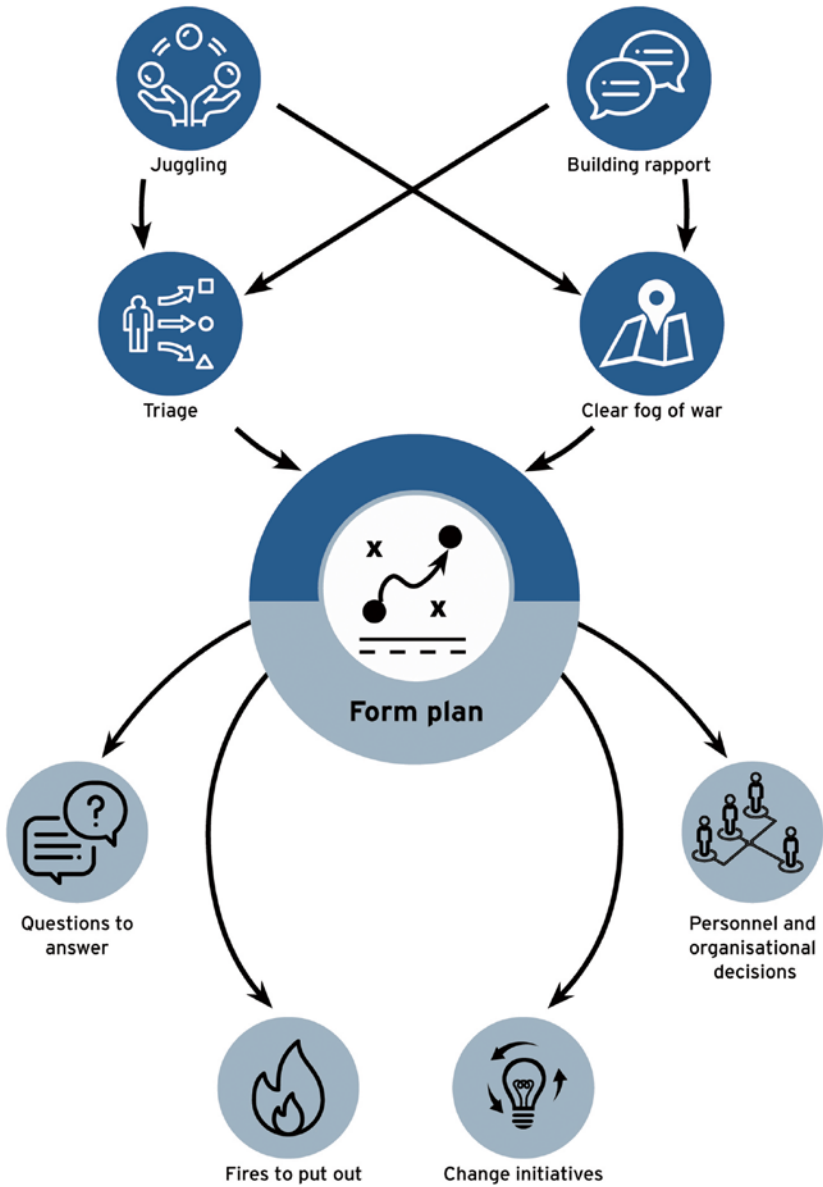 Juggling
Building rapport
Triage
Clear fog of war
x
x
Form plan
?
Questions to
answer
Personnel and
organisational
decisions
Fires to put out
Change initiatives